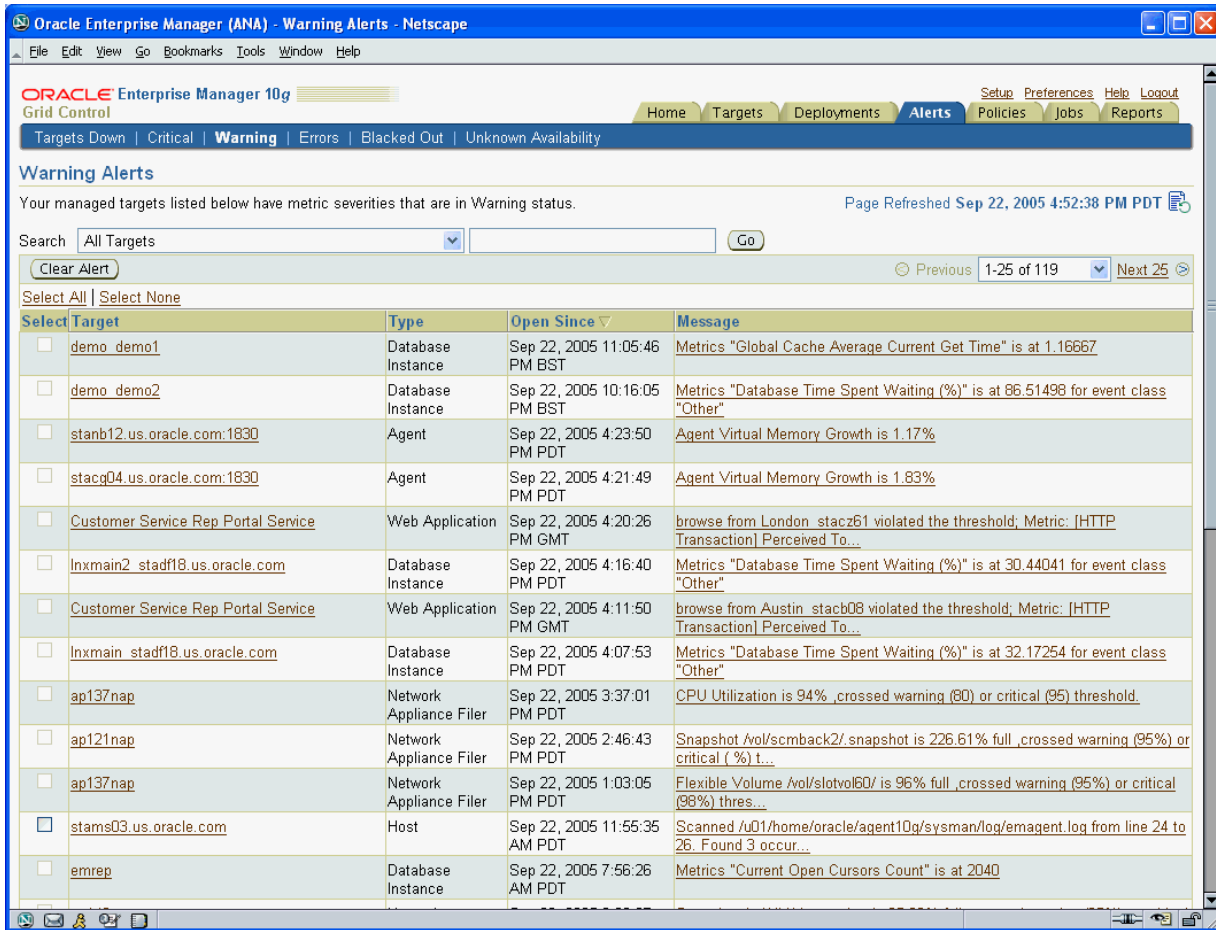 Oracle Enterprise Manager (ANA) - Warning Alerts - Netscape
File Edit View Go Bookmarks Tools Window Help
ORACLE Enterprise Manager 10g
Grid Control
Setup Preferences Help Logout
Home Targets Deployments Alerts Policies Jobs Reports
Targets Down | Critical | Warning | Errors | Blacked Out | Unknown Availability
Warning Alerts
Your managed targets listed below have metric severities that are in Warning status.
Page Refreshed Sep 22, 2005 4:52:38 PM PDT
Search All Targets Go
Clear Alert Previous 1-25 of 119 Next 25
Select All | Select None
Select Target Type Open Since Message
demo_demo1 Database Instance Sep 22, 2005 11:05:46 PM BST Metrics "Global Cache Average Current Get Time" is at 1.16667
demo_demo2 Database Instance Sep 22, 2005 10:16:05 PM BST Metrics "Database Time Spent Waiting (%)" is at 86.51498 for event class "Other"
stanb12.us.oracle.com:1830 Agent Sep 22, 2005 4:23:50 PM PDT Agent Virtual Memory Growth is 1.17%
stacg04.us.oracle.com:1830 Agent Sep 22, 2005 4:21:49 PM PDT Agent Virtual Memory Growth is 1.83%
Customer Service Rep Portal Service Web Application Sep 22, 2005 4:20:26 PM GMT browse from London_stacz61 violated the threshold; Metric: [HTTP Transaction] Perceived To...
lnxmain2_stadf18.us.oracle.com Database Instance Sep 22, 2005 4:16:40 PM PDT Metrics "Database Time Spent Waiting (%)" is at 30.44041 for event class "Other"
Customer Service Rep Portal Service Web Application Sep 22, 2005 4:11:50 PM GMT browse from Austin_stacb08 violated the threshold; Metric: [HTTP Transaction] Perceived To...
lnxmain_stadf18.us.oracle.com Database Instance Sep 22, 2005 4:07:53 PM PDT Metrics "Database Time Spent Waiting (%)" is at 32.17254 for event class "Other"
ap137nap Network Appliance Filer Sep 22, 2005 3:37:01 PM PDT CPU Utilization is 94% ,crossed warning (80) or critical (95) threshold.
ap121nap Network Appliance Filer Sep 22, 2005 2:46:43 PM PDT Snapshot /vol/scmback2/.snapshot is 226.61% full ,crossed warning (95%) or critical ( %) t...
ap137nap Network Appliance Filer Sep 22, 2005 1:03:05 PM PDT Flexible Volume /vol/slotvol60/ is 96% full ,crossed warning (95%) or critical (98%) thres...
stams03.us.oracle.com Host Sep 22, 2005 11:55:35 AM PDT Scanned /u01/home/oracle/agent10g/sysman/log/emagent.log from line 24 to 26. Found 3 occur...
emrep Database Instance Sep 22, 2005 7:56:26 AM PDT Metrics "Current Open Cursors Count" is at 2040